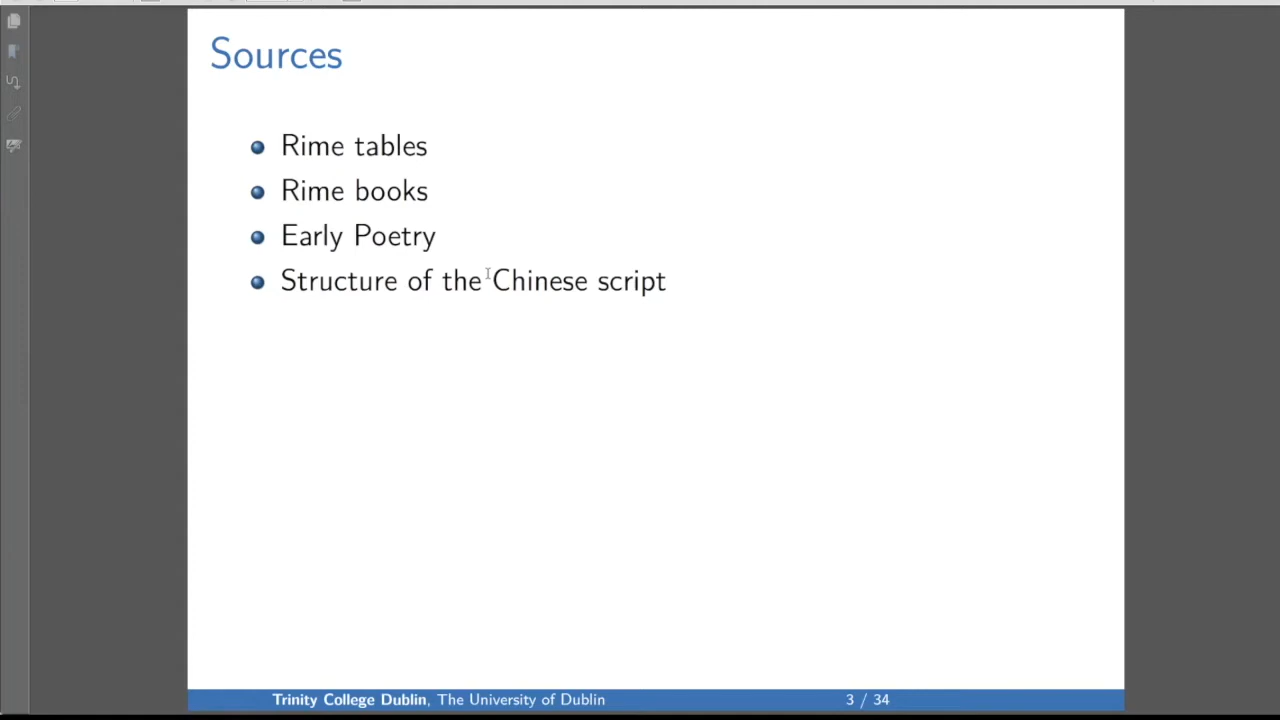 Sources
Rime tables
Rime books
Early Poetry
Structure of the Chinese script
Trinity College Dublin, The University of Dublin
3 / 34